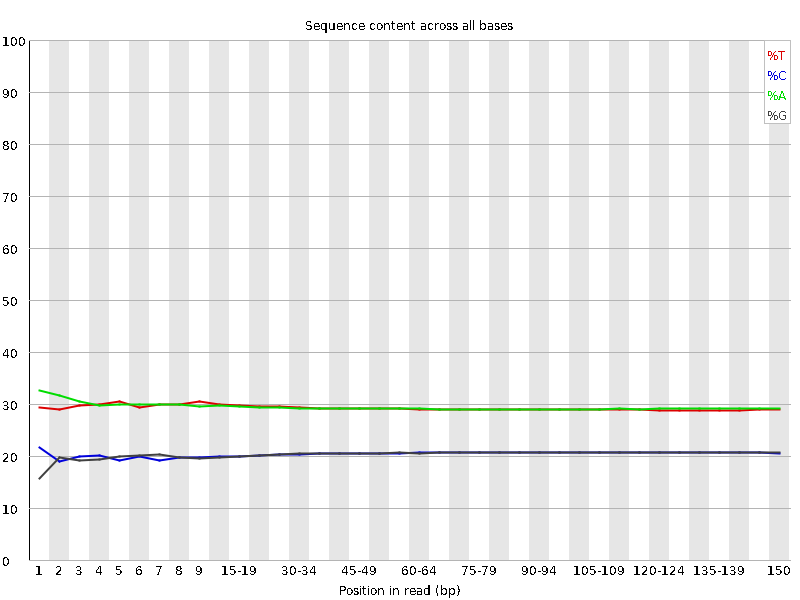 Sequence content across all bases
%T
%C
%A
%G
100
90
80
70
60
50
40
30
20
10
0
1 2 3 4 5 6 7 8 9 15-19 30-34 45-49 60-64 75-79 90-94 105-109 120-124 135-139 150
Position in read (bp)